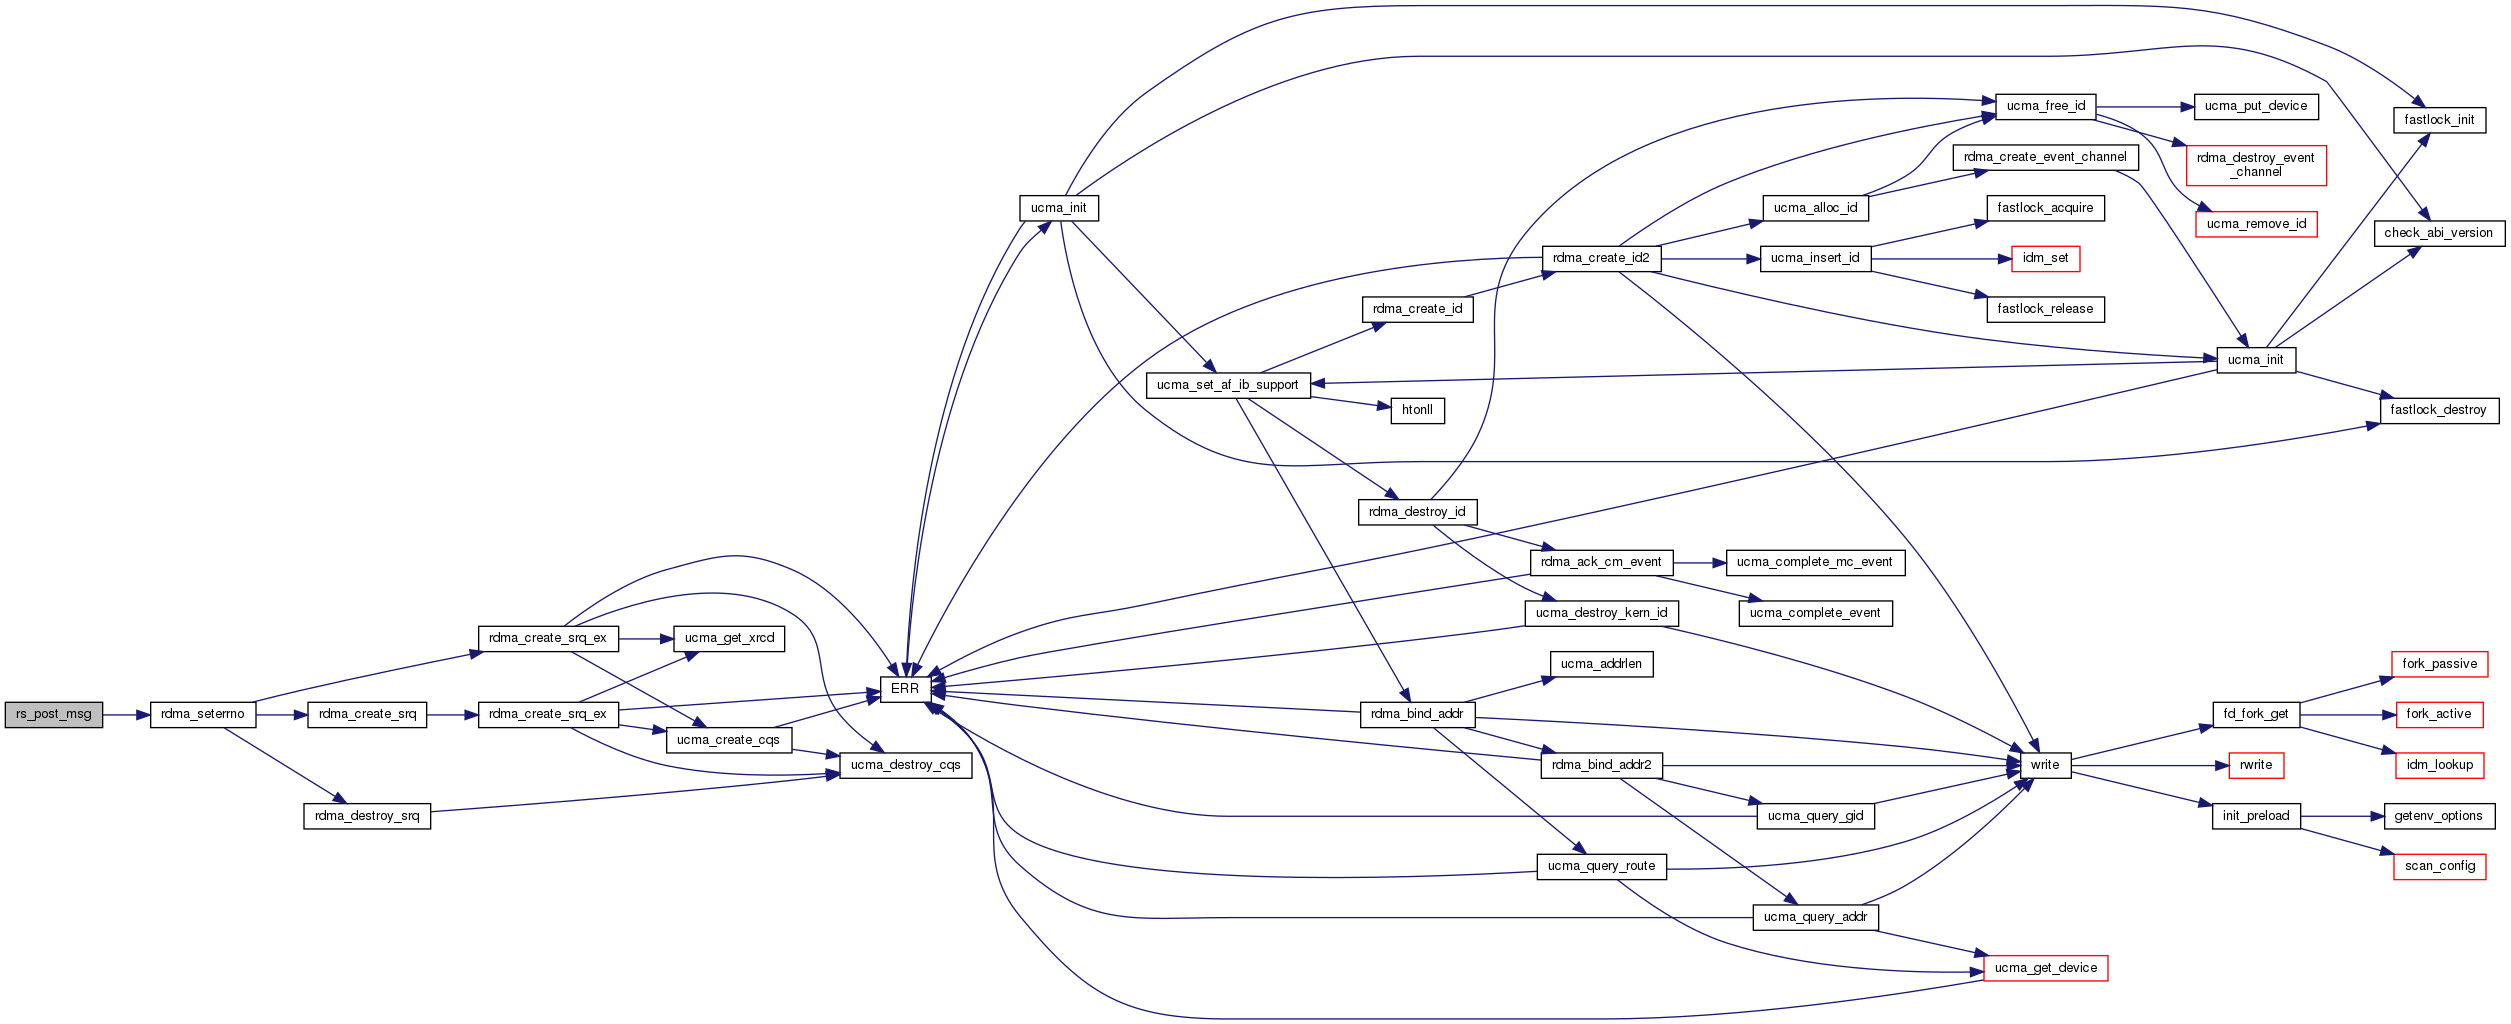 rs_post_msg
rdma_seterrno
rdma_create_srq_ex
rdma_create_srq
rdma_destroy_srq
rdma_create_srq_ex
ucma_get_xrcd
ucma_create_cqs
ucma_destroy_cqs
ERR
ucma_init
ucma_set_af_ib_support
rdma_create_id
htonll
rdma_destroy_id
rdma_bind_addr
rdma_create_id2
rdma_ack_cm_event
ucma_destroy_kern_id
ucma_addrlen
rdma_bind_addr2
ucma_query_route
ucma_alloc_id
ucma_insert_id
ucma_complete_mc_event
ucma_complete_event
ucma_query_gid
ucma_query_addr
ucma_free_id
rdma_create_event_channel
fastlock_acquire
idm_set
fastlock_release
write
ucma_get_device
ucma_put_device
rdma_destroy_event
_channel
ucma_remove_id
ucma_init
fd_fork_get
rwrite
init_preload
fastlock_init
check_abi_version
fastlock_destroy
fork_passive
fork_active
idm_lookup
getenv_options
scan_config